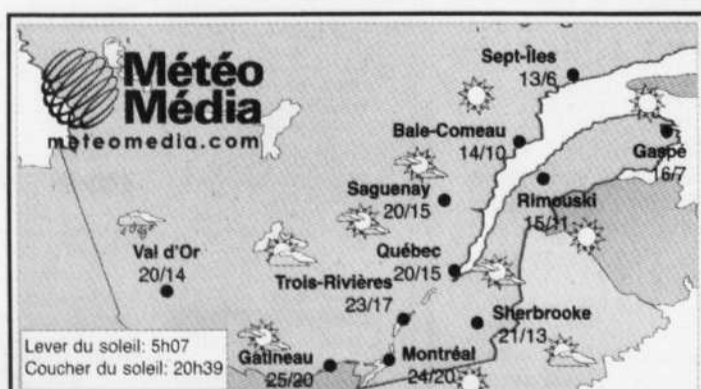 Météo
Média
meteomedia.com
Sept-Îles
13/6
Baie-Comeau
14/10
Gaspé
16/7
Saguenay
20/15
Rimouski
15/11
Val d'Or
20/14
Québec
20/15
Trois-Rivières
23/17
Sherbrooke
21/13
Lever du soleil: 5h07
Coucher du soleil: 20h39
Gatineau
25/20
Montréal
24/20